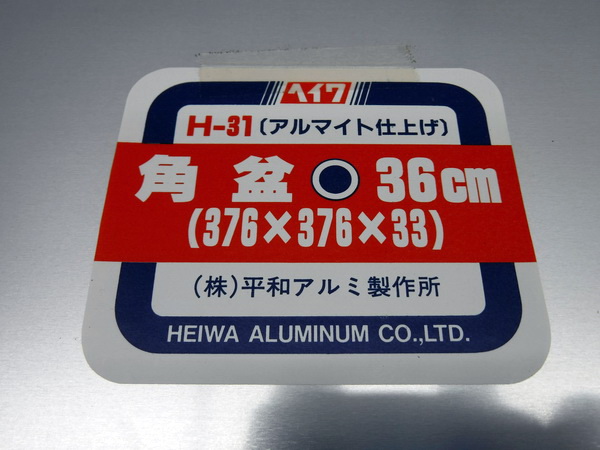 ヘイワ
H-31〔アルマイト仕上げ〕
角盆 36cm
(376×376×33)
(株)平和アルミ製作所
HEIWA ALUMINUM CO.,LTD.